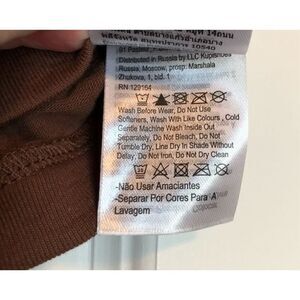 10540
Distributed in Russia by LLC Kupishoes
Russia, Moscow, prosp. Marshala
Zhukova, 1, bld. 1
RN 129164
Wash Before Wear, Do Not Use
Softeners, Wash With Like Colours , Cold
Gentle Machine Wash Inside Out
Separately, Do Not Bleach, Do Not
Tumble Dry, Line Dry In Shade Without
Delay, Do Not Iron, Do Not Dry Clean
-Não Usar Amaciantes
-Separar Por Cores Para A
Lavagem